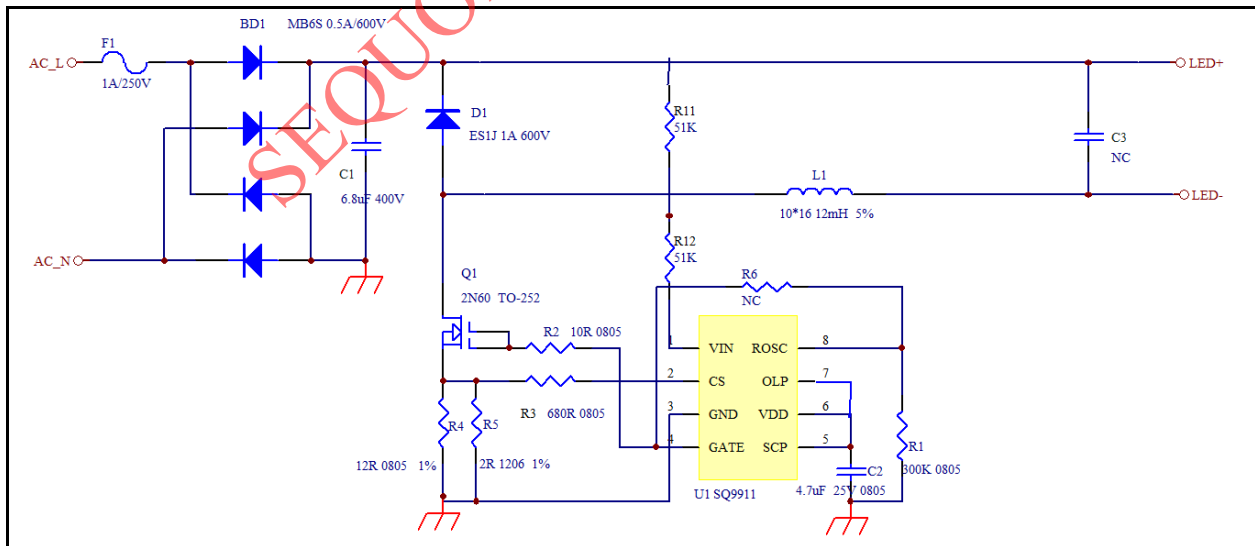 BD1 MB6S 0.5A/600V
F1
AC_L
1A/250V
LED+
R11
51K
D1
ES1J 1A 600V
C3
NC
C1
6.8uF 400V
L1
10*16 12mH 5%
LED-
R12
51K
AC_N
Q1
2N60 TO-252
R6
NC
R2 10R 0805
1 VIN ROSC 8
2 CS OLP 7
3 GND VDD 6
4 GATE SCP 5
R3 680R 0805
R4
R5
12R 0805 1%
2R 1206 1%
R1
300K 0805
C2
4.7uF 25V 0805
U1 SQ9911